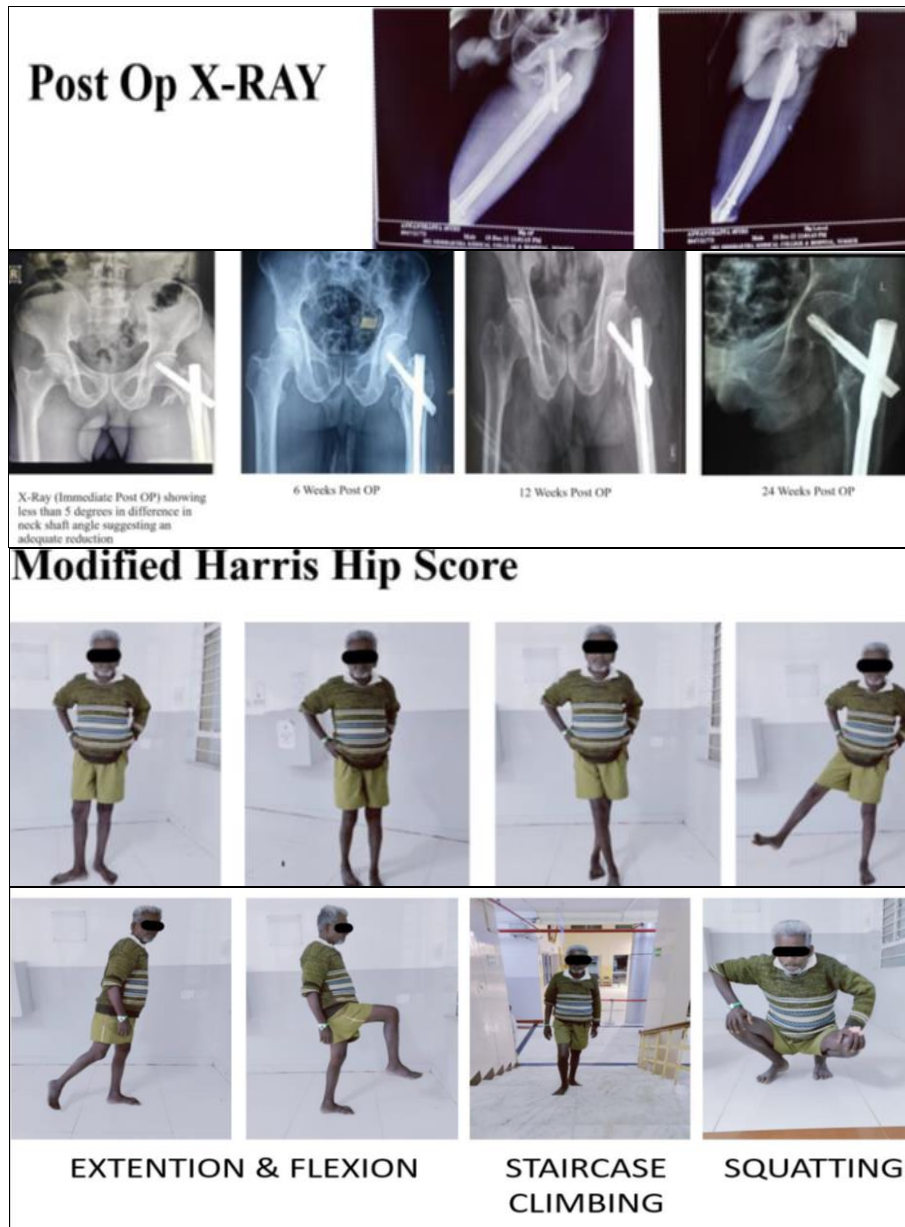 Post Op X-RAY
Male
Male
X-Ray (Immediate Post OP) showing
less than 5 degrees in difference in
neck shaft angle suggesting an
adequate reduction
6 Weeks Post OP
12 Weeks Post OP
L
24 Weeks Post OP
Modified Harris Hip Score
EXTENTION & FLEXION
STAIRCASE
CLIMBING
SQUATTING